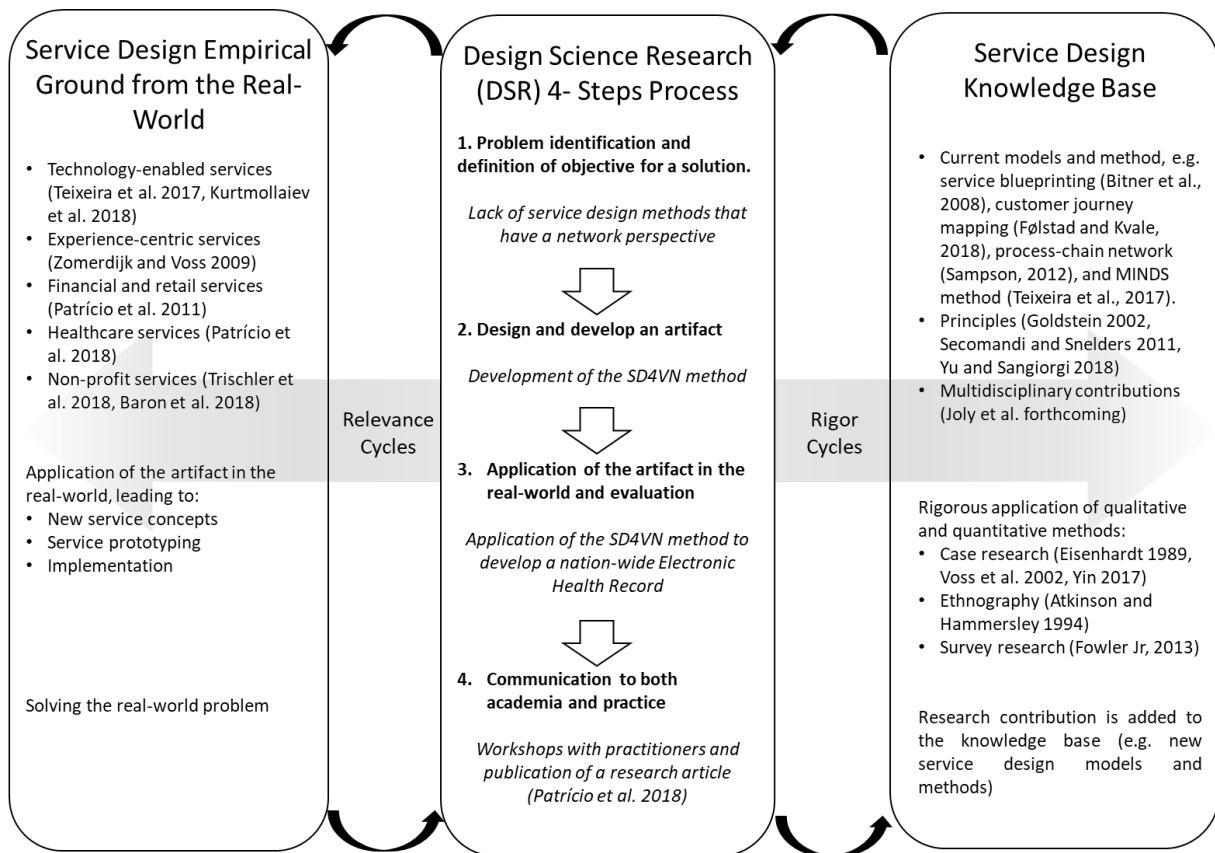 Service Design Empirical
Ground from the Real-
World
• Technology-enabled services
(Teixeira et al. 2017, Kurtmollaiev
et al. 2018)
• Experience-centric services
(Zomerdijk and Voss 2009)
• Financial and retail services
(Patrício et al. 2011)
• Healthcare services (Patrício et
al. 2018)
• Non-profit services (Trischler et
al. 2018, Baron et al. 2018)
Application of the artifact in the
real-world, leading to:
• New service concepts
• Service prototyping
• Implementation
Solving the real-world problem
Relevance
Cycles
Design Science Research
(DSR) 4- Steps Process
1. Problem identification and
definition of objective for a solution.
Lack of service design methods that
have a network perspective
2. Design and develop an artifact
Development of the SD4VN method
3. Application of the artifact in the
real-world and evaluation
Application of the SD4VN method to
develop a nation-wide Electronic
Health Record
4. Communication to both
academia and practice
Workshops with practitioners and
publication of a research article
(Patrício et al. 2018)
Rigor
Cycles
Service Design
Knowledge Base
• Current models and method, e.g.
service blueprinting (Bitner et al.,
2008), customer journey
mapping (Følstad and Kvale,
2018), process-chain network
(Sampson, 2012), and MINDS
method (Teixeira et al., 2017).
• Principles (Goldstein 2002,
Secomandi and Snelders 2011,
Yu and Sangiorgi 2018)
• Multidisciplinary contributions
(Joly et al. forthcoming)
Rigorous application of qualitative
and quantitative methods:
• Case research (Eisenhardt 1989,
Voss et al. 2002, Yin 2017)
• Ethnography (Atkinson and
Hammersley 1994)
• Survey research (Fowler Jr, 2013)
Research contribution is added to
the knowledge base (e.g. new
service design models and
methods)